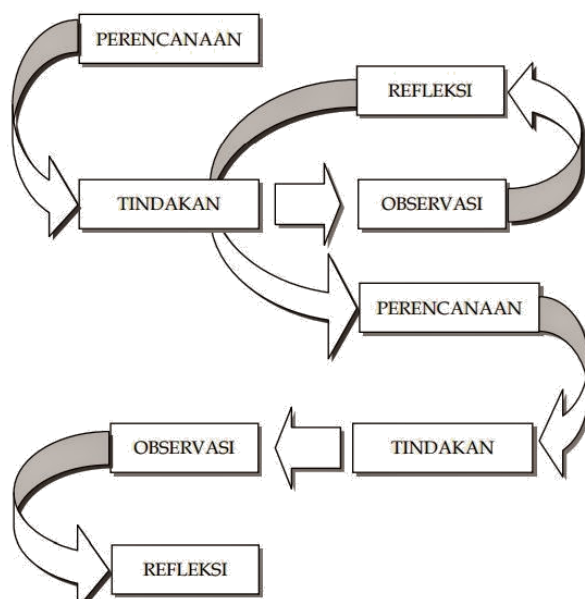 PERENCANAAN
REFLEKSI
TINDAKAN
OBSERVASI
PERENCANAAN
OBSERVASI
TINDAKAN
REFLEKSI